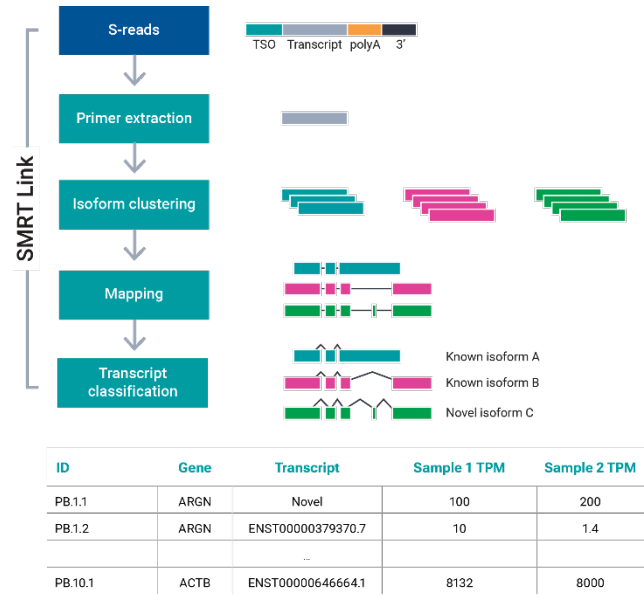 SMRT Link
S-reads
TSO Transcript polyA 3'
Primer extraction
Isoform clustering
Mapping
Transcript
classification
Known isoform A
Known isoform B
Novel isoform C
ID Gene Transcript Sample 1 TPM Sample 2 TPM
PB.1.1 ARGN Novel 100 200
PB.1.2 ARGN ENST00000379370.7 10 1.4
...
PB.10.1 ACTB ENST00000646664.1 8132 8000